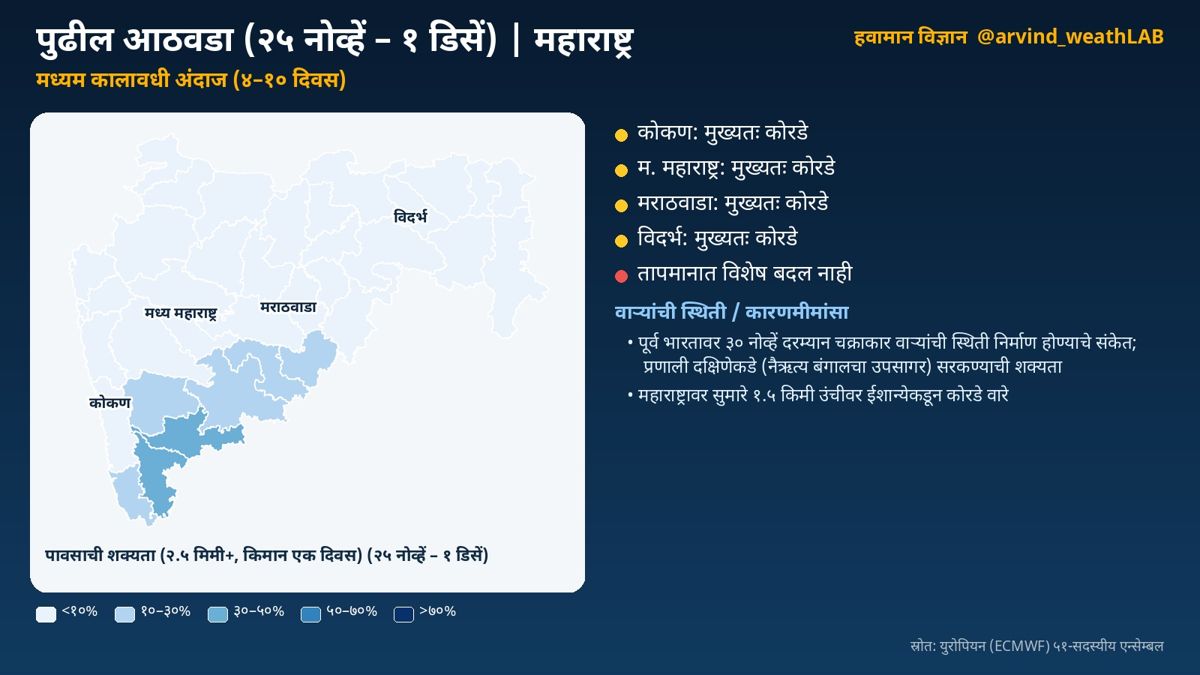 पुढील आठवडा (२५ नोव्हें – १ डिसें) | महाराष्ट्र
हवामान विज्ञान @arvind_weathLAB
मध्यम कालावधी अंदाज (४–१० दिवस)
विदर्भ
मध्य महाराष्ट्र
मराठवाडा
कोकण
पावसाची शक्यता (२.५ मिमी+, किमान एक दिवस) (२५ नोव्हें – १ डिसें)
<१०% १०–३०% ३०–५०% ५०–७०% >७०%
कोकण: मुख्यतः कोरडे
म. महाराष्ट्र: मुख्यतः कोरडे
मराठवाडा: मुख्यतः कोरडे
विदर्भ: मुख्यतः कोरडे
तापमानात विशेष बदल नाही
वाऱ्यांची स्थिती / कारणमीमांसा
• पूर्व भारतावर ३० नोव्हें दरम्यान चक्राकार वाऱ्यांची स्थिती निर्माण होण्याचे संकेत;
प्रणाली दक्षिणेकडे (नैऋत्य बंगालचा उपसागर) सरकण्याची शक्यता
• महाराष्ट्रावर सुमारे १.५ किमी उंचीवर ईशान्येकडून कोरडे वारे
स्रोत: युरोपियन (ECMWF) ५१-सदस्यीय एन्सेम्बल